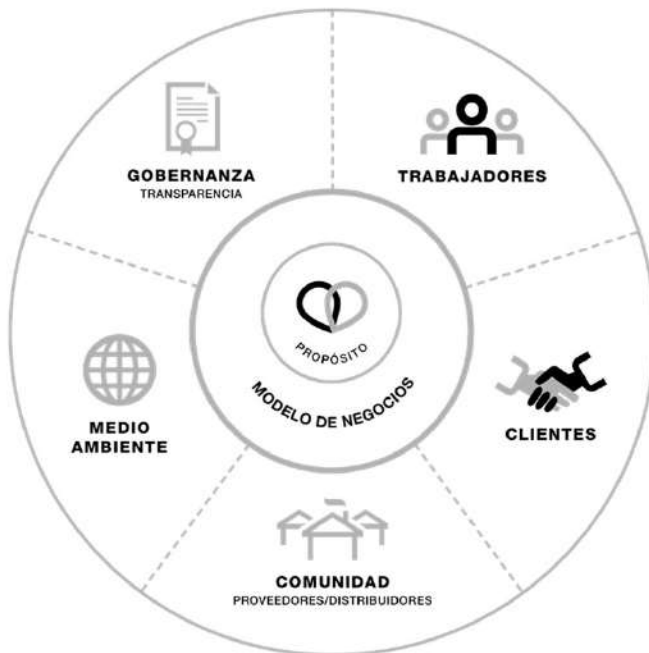 GOBERNANZA
TRANSPARENCIA
TRABAJADORES
PROPÓSITO
MODELO DE NEGOCIOS
MEDIO
AMBIENTE
CLIENTES
COMUNIDAD
PROVEEDORES/DISTRIBUIDORES